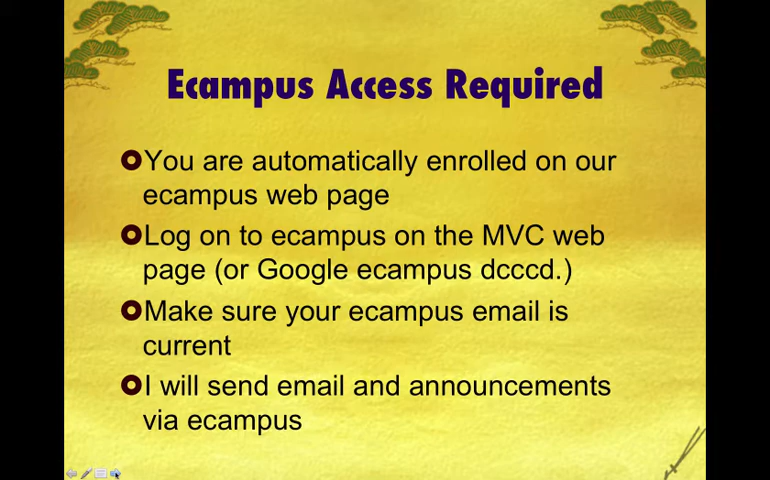 Ecampus Access Required
You are automatically enrolled on our
ecampus web page
Log on to ecampus on the MVC web
page (or Google ecampus dcccd.)
Make sure your ecampus email is
current
I will send email and announcements
via ecampus